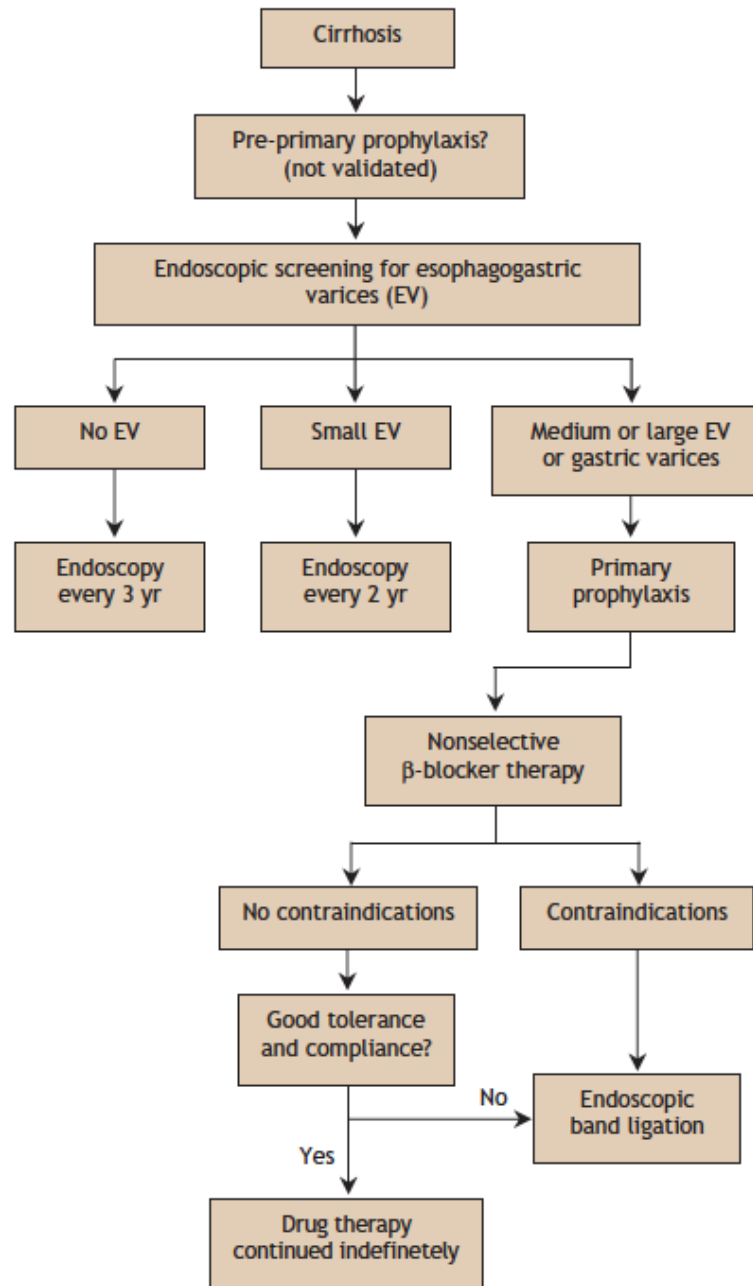 Cirrhosis
Pre-primary prophylaxis?
(not validated)
Endoscopic screening for esophagogastric
varices (EV)
No EV
Small EV
Medium or large EV
or gastric varices
Endoscopy
every 3 yr
Endoscopy
every 2 yr
Primary
prophylaxis
Nonselective
β-blocker therapy
No contraindications
Contraindications
Good tolerance
and compliance?
No
Endoscopic
band ligation
Yes
Drug therapy
continued indefinetely